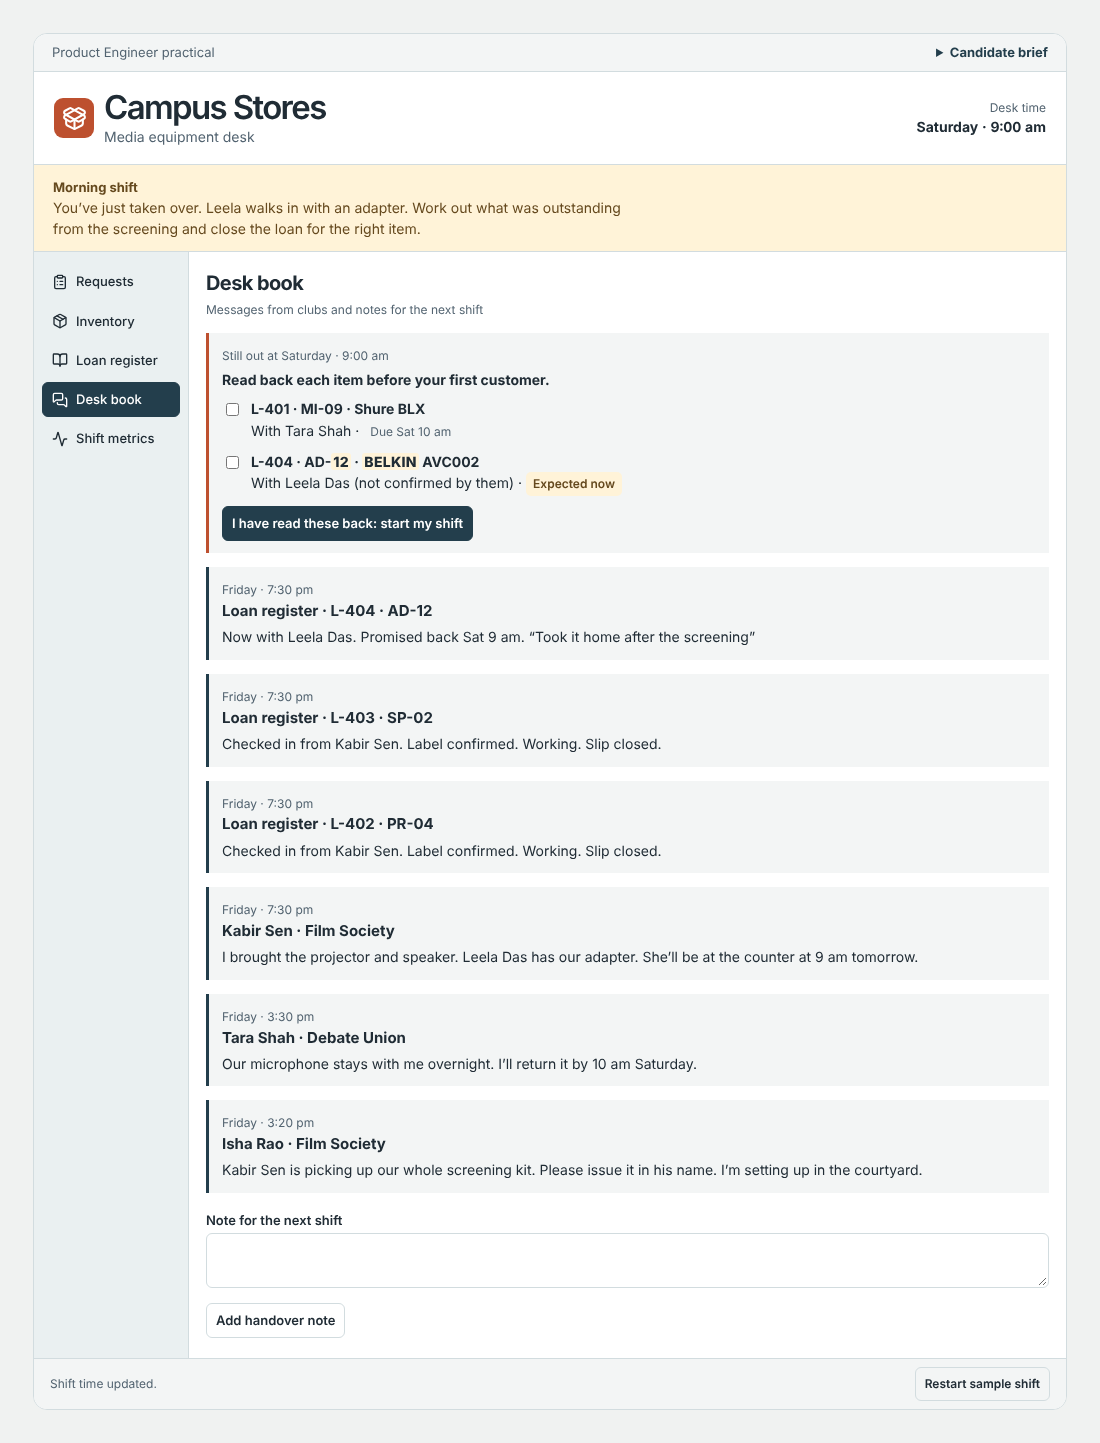 Product Engineer practical
Candidate brief
Campus Stores
Media equipment desk
Desk time
Saturday · 9:00 am
Morning shift
You’ve just taken over. Leela walks in with an adapter. Work out what was outstanding
from the screening and close the loan for the right item.
Requests
Inventory
Loan register
Desk book
Shift metrics
Desk book
Messages from clubs and notes for the next shift
Still out at Saturday · 9:00 am
Read back each item before your first customer.
L-401 · MI-09 · Shure BLX
With Tara Shah · Due Sat 10 am
L-404 · AD-12 · BELKIN AVC002
With Leela Das (not confirmed by them) · Expected now
I have read these back: start my shift
Friday · 7:30 pm
Loan register · L-404 · AD-12
Now with Leela Das. Promised back Sat 9 am. “Took it home after the screening”
Friday · 7:30 pm
Loan register · L-403 · SP-02
Checked in from Kabir Sen. Label confirmed. Working. Slip closed.
Friday · 7:30 pm
Loan register · L-402 · PR-04
Checked in from Kabir Sen. Label confirmed. Working. Slip closed.
Friday · 7:30 pm
Kabir Sen · Film Society
I brought the projector and speaker. Leela Das has our adapter. She’ll be at the counter at 9 am tomorrow.
Friday · 3:30 pm
Tara Shah · Debate Union
Our microphone stays with me overnight. I’ll return it by 10 am Saturday.
Friday · 3:20 pm
Isha Rao · Film Society
Kabir Sen is picking up our whole screening kit. Please issue it in his name. I’m setting up in the courtyard.
Note for the next shift
Add handover note
Shift time updated.
Restart sample shift